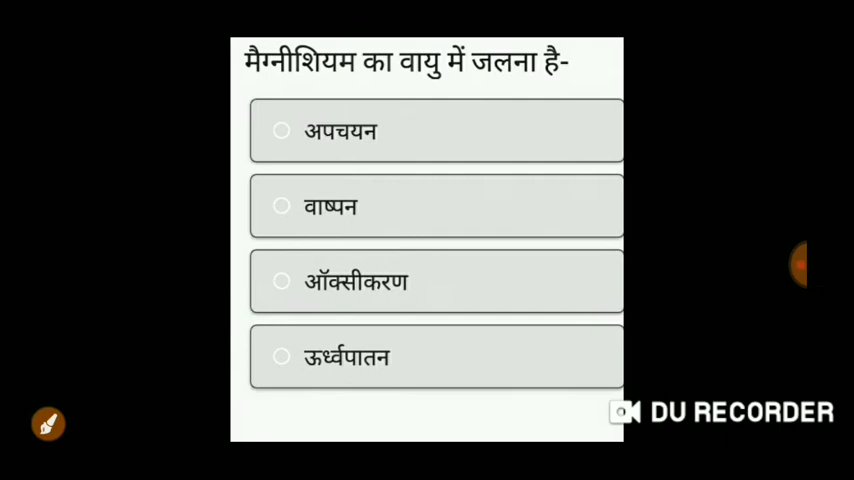 मैग्नीशियम का वायु में जलना है-
अपचयन
वाष्पन
ऑक्सीकरण
ऊर्ध्वपातन
DU RECORDER